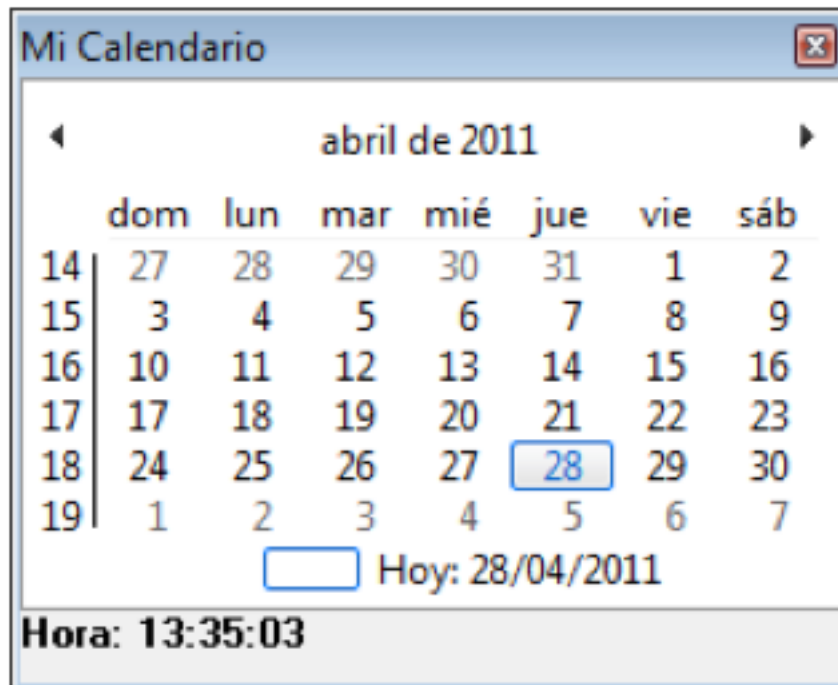 Mi Calendario
abril de 2011
dom lun mar mié jue vie sáb
14 27 28 29 30 31 1 2
15 3 4 5 6 7 8 9
16 10 11 12 13 14 15 16
17 17 18 19 20 21 22 23
18 24 25 26 27 28 29 30
19 1 2 3 4 5 6 7
Hoy: 28/04/2011
Hora: 13:35:03